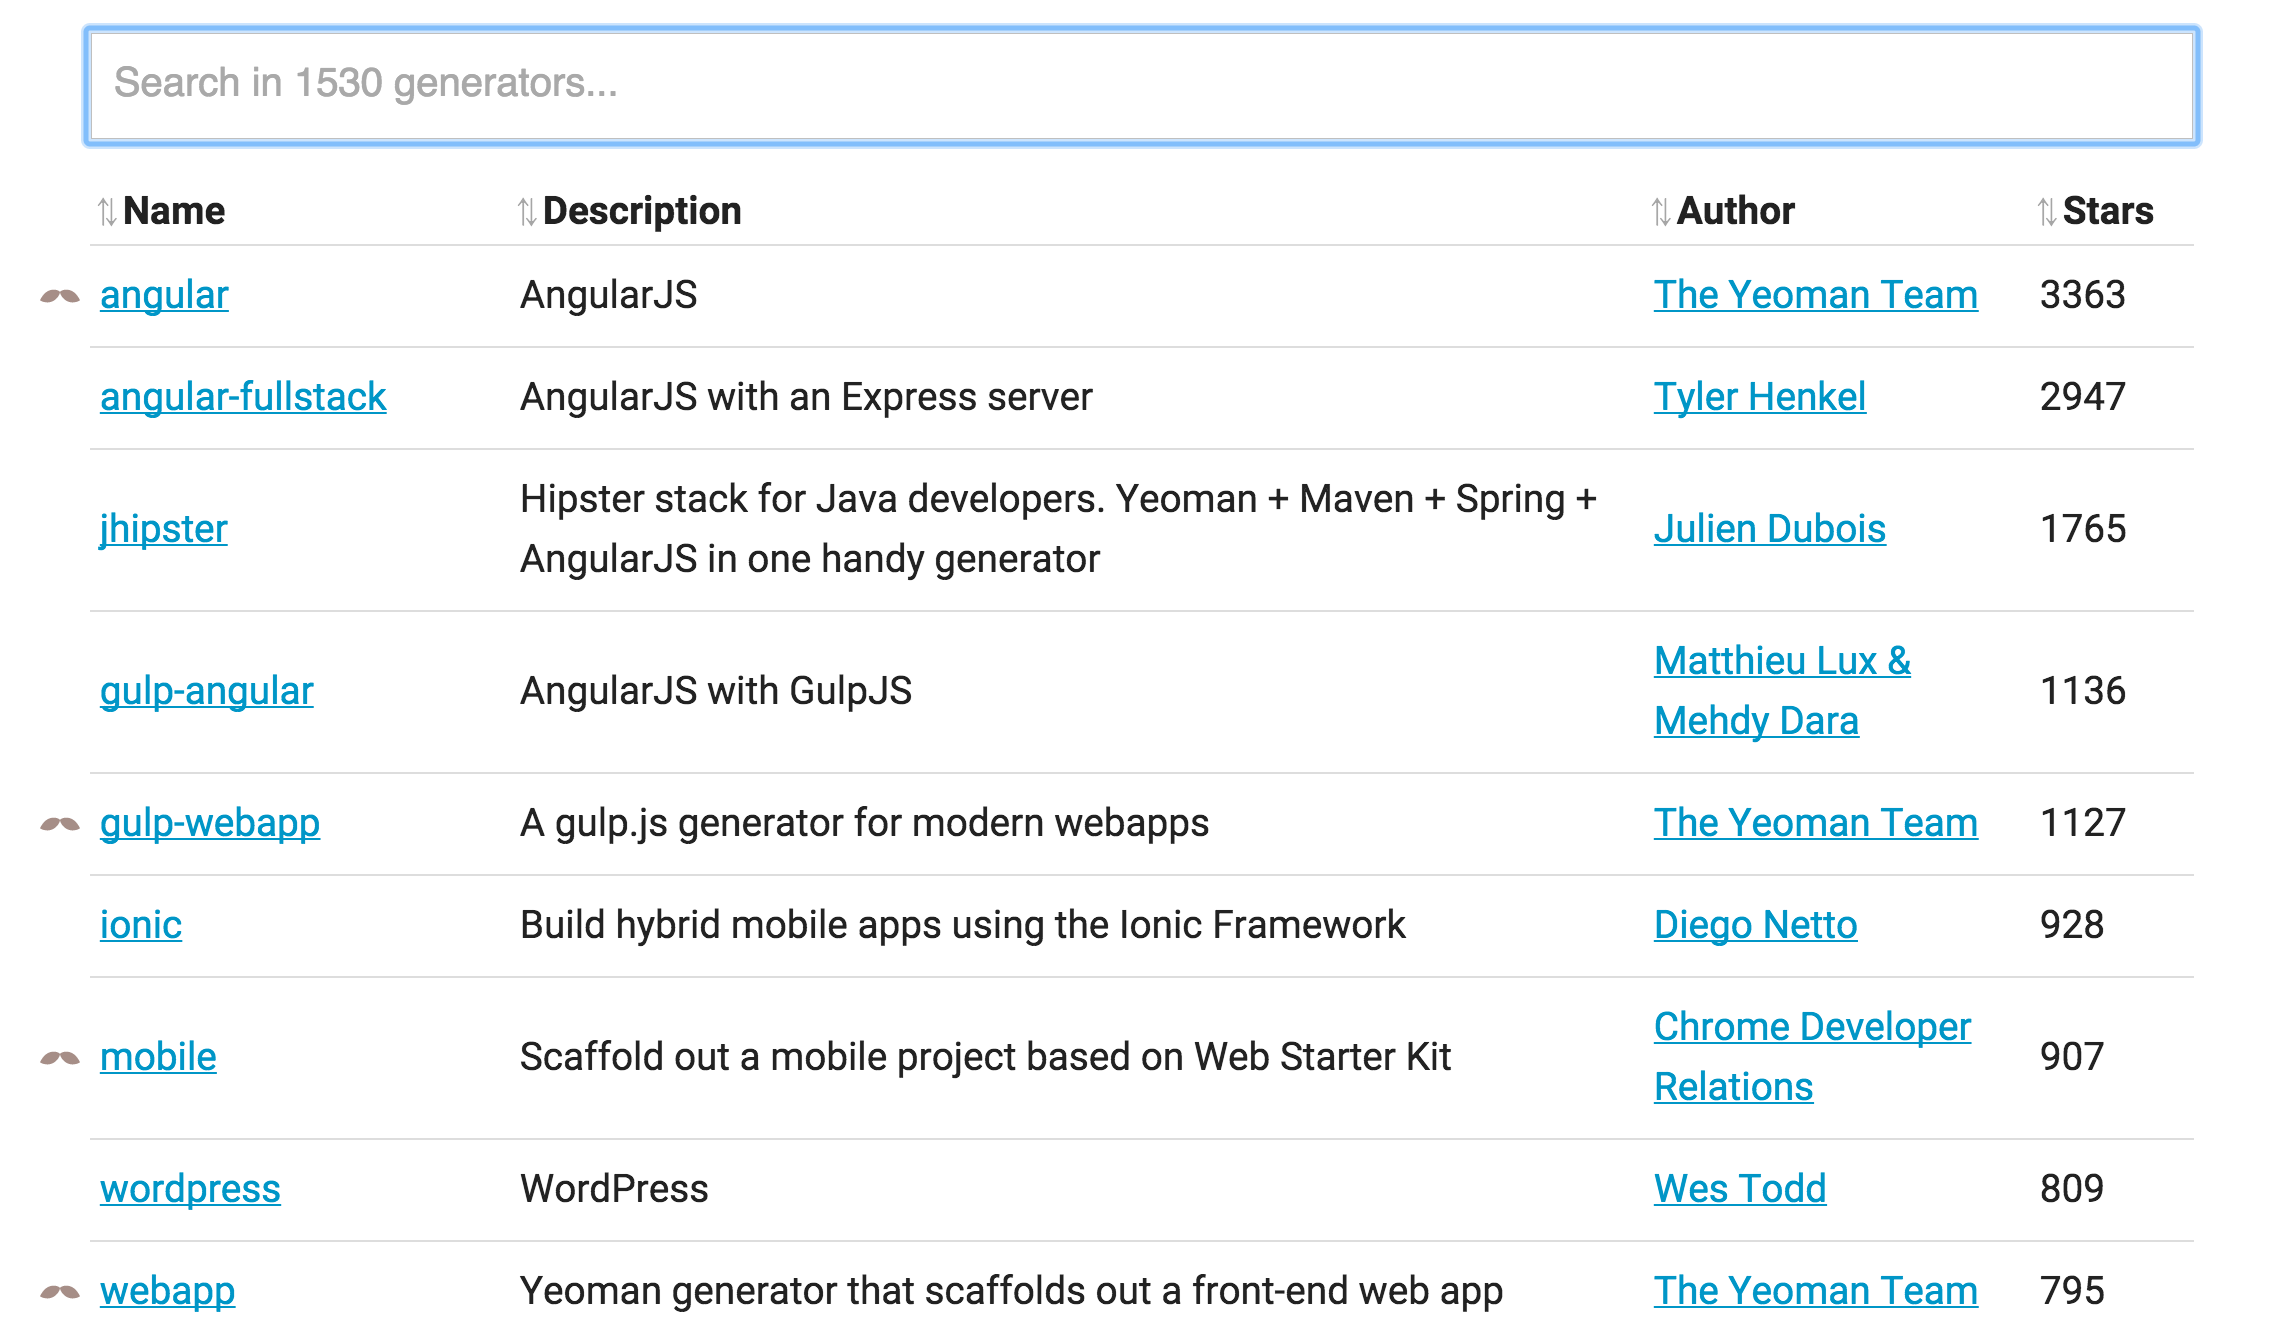 Search in 1530 generators...
Name Description Author Stars
angular AngularJS The Yeoman Team 3363
angular-fullstack AngularJS with an Express server Tyler Henkel 2947
jhipster Hipster stack for Java developers. Yeoman + Maven + Spring +
AngularJS in one handy generator Julien Dubois 1765
gulp-angular AngularJS with GulpJS Matthieu Lux &
Mehdy Dara 1136
gulp-webapp A gulp.js generator for modern webapps The Yeoman Team 1127
ionic Build hybrid mobile apps using the Ionic Framework Diego Netto 928
mobile Scaffold out a mobile project based on Web Starter Kit Chrome Developer
Relations 907
wordpress WordPress Wes Todd 809
webapp Yeoman generator that scaffolds out a front-end web app The Yeoman Team 795